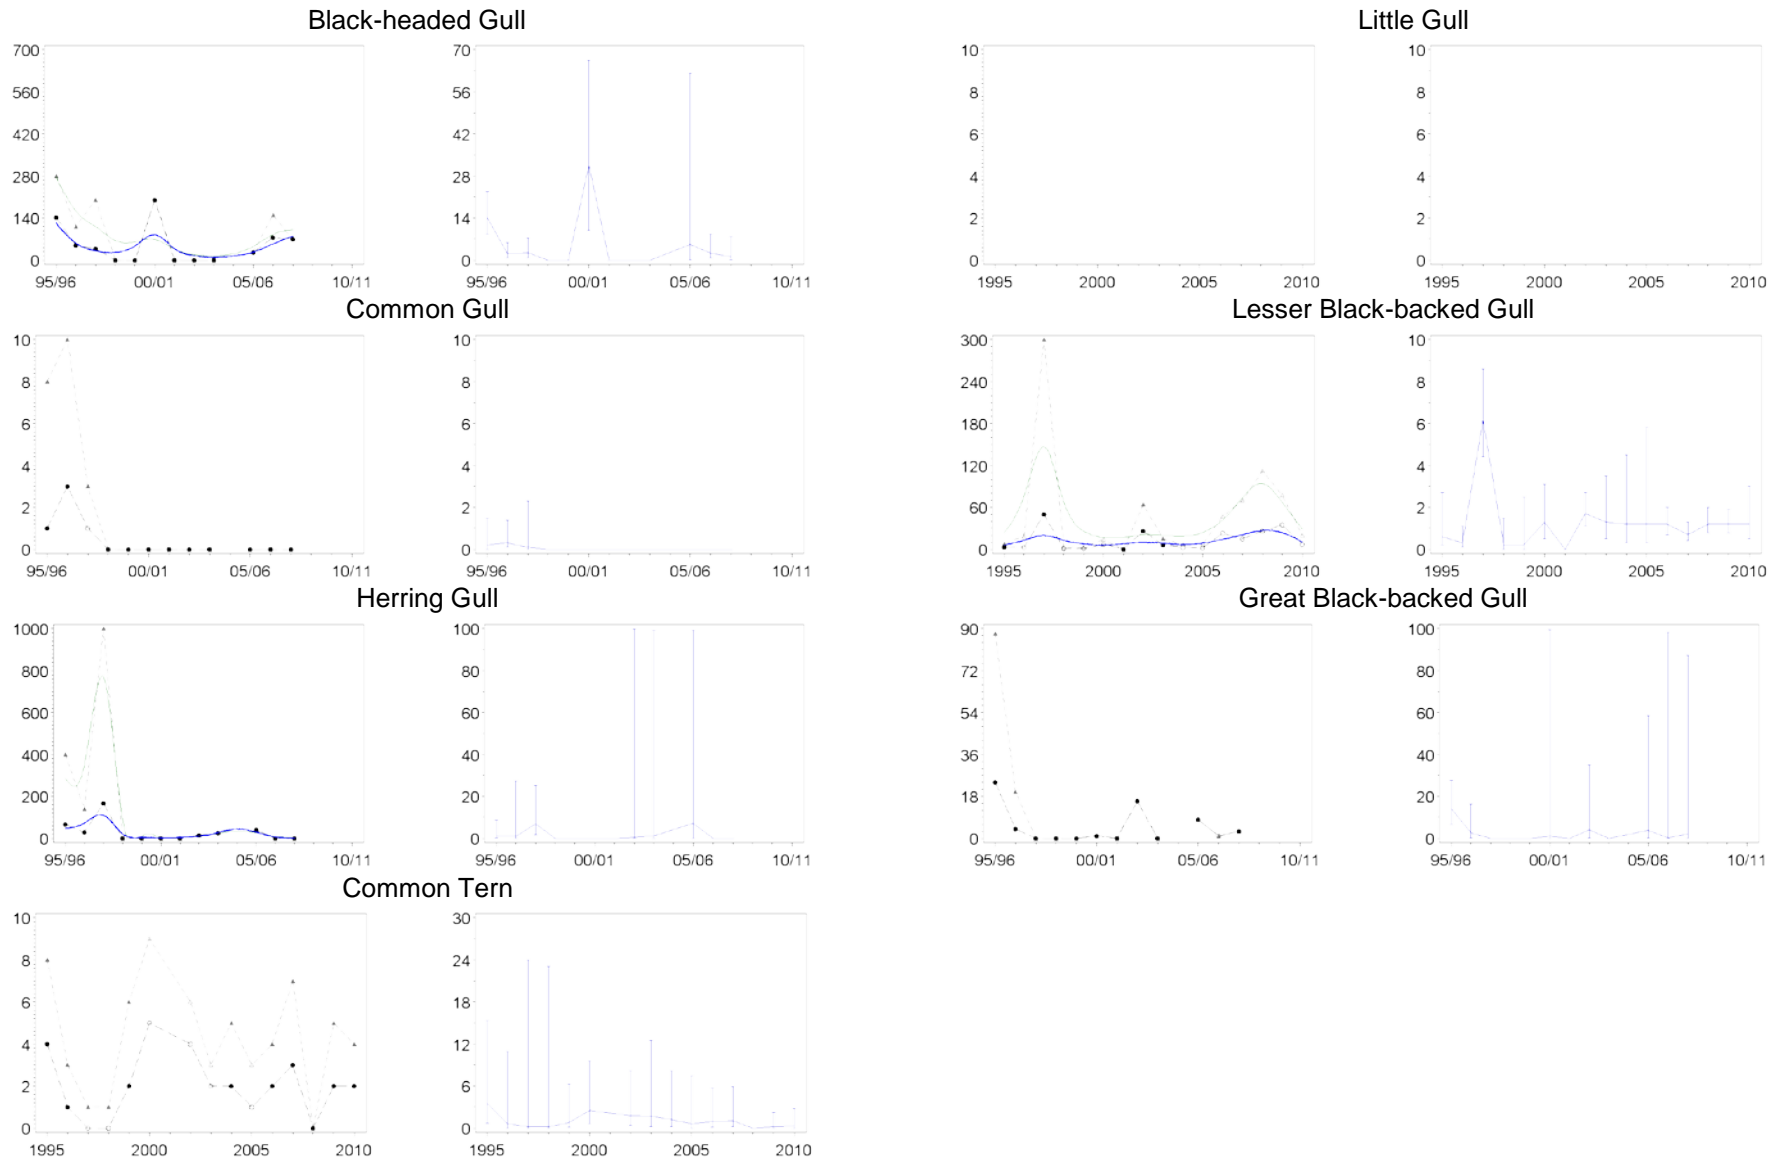 Black-headed Gull
Little Gull
700 560 420 280 140 0
95/96 00/01 05/06 10/11
70 56 42 28 14 0
95/96 00/01 05/06 10/11
10 8 6 4 2 0
1995 2000 2005 2010
10 8 6 4 2 0
1995 2000 2005 2010
Common Gull
Lesser Black-backed Gull
10 8 6 4 2 0
95/96 00/01 05/06 10/11
10 8 6 4 2 0
95/96 00/01 05/06 10/11
300 240 180 120 60 0
1995 2000 2005 2010
10 8 6 4 2 0
1995 2000 2005 2010
Herring Gull
Great Black-backed Gull
1000 800 600 400 200 0
95/96 00/01 05/06 10/11
100 80 60 40 20 0
95/96 00/01 05/06 10/11
90 72 54 36 18 0
95/96 00/01 05/06 10/11
100 80 60 40 20 0
95/96 00/01 05/06 10/11
Common Tern
10 8 6 4 2 0
1995 2000 2005 2010
30 24 18 12 6 0
1995 2000 2005 2010